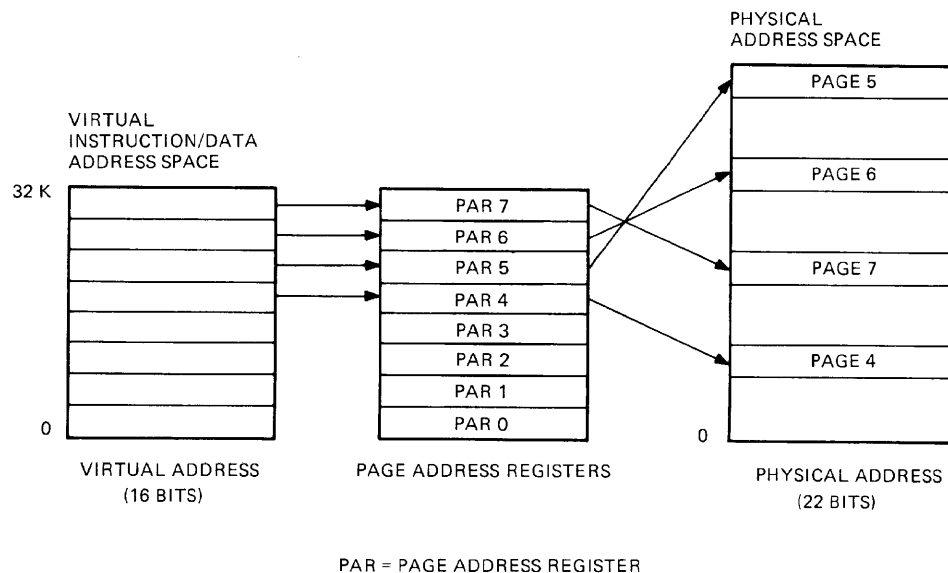 PHYSICAL
ADDRESS SPACE
PAGE 5
PAGE 6
PAGE 7
PAGE 4
0
PHYSICAL ADDRESS
(22 BITS)
VIRTUAL
INSTRUCTION/DATA
ADDRESS SPACE
32 K
0
VIRTUAL ADDRESS
(16 BITS)
PAR 7
PAR 6
PAR 5
PAR 4
PAR 3
PAR 2
PAR 1
PAR 0
PAGE ADDRESS REGISTERS
PAR = PAGE ADDRESS REGISTER